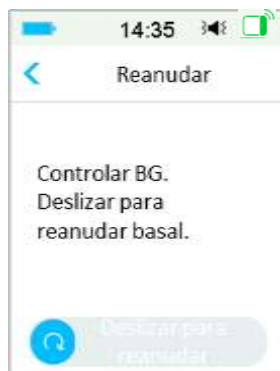 14:35
Reanudar
Controlar BG.
Deslizar para
reanudar basal.
Deslizar para
reanudar